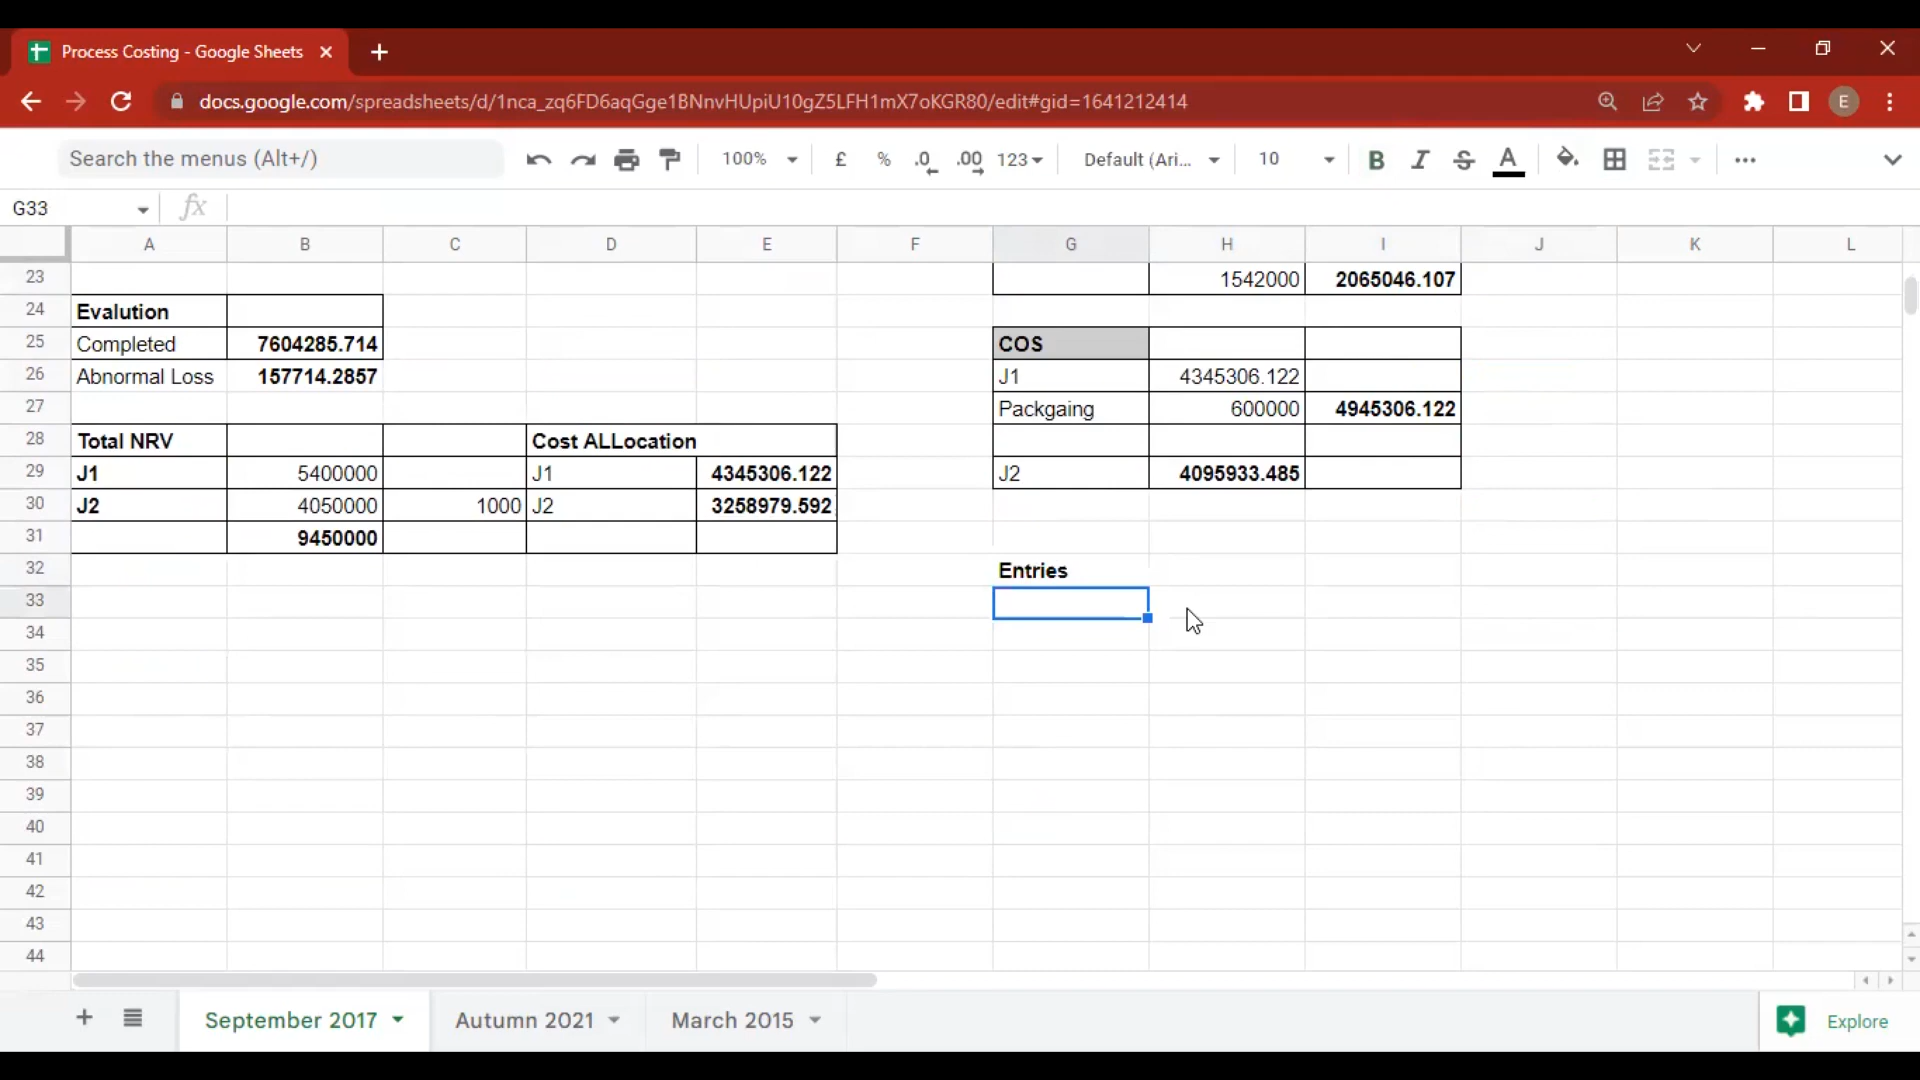 Process Costing - Google Sheets
docs.google.com/spreadsheets/d/1nca_zq6FD6aqGge1BNnvHUpiU10gZ5LFH1mX7oKGR80/edit#gid=1641212414
E
Search the menus (Alt+/)
100%
£ % .0 .00 123
Default (Ari...
10
B I S A
G33
fx
A B C D E F G H I J K L
23 1542000 2065046.107
24 Evalution
25 Completed 7604285.714 COS
26 Abnormal Loss 157714.2857 J1 4345306.122
27 Packgaing 600000 4945306.122
28 Total NRV Cost ALLocation
29 J1 5400000 J1 4345306.122 J2 4095933.485
30 J2 4050000 1000 J2 3258979.592
31 9450000
32 Entries
33
34
35
36
37
38
39
40
41
42
43
44
September 2017
Autumn 2021
March 2015
Explore